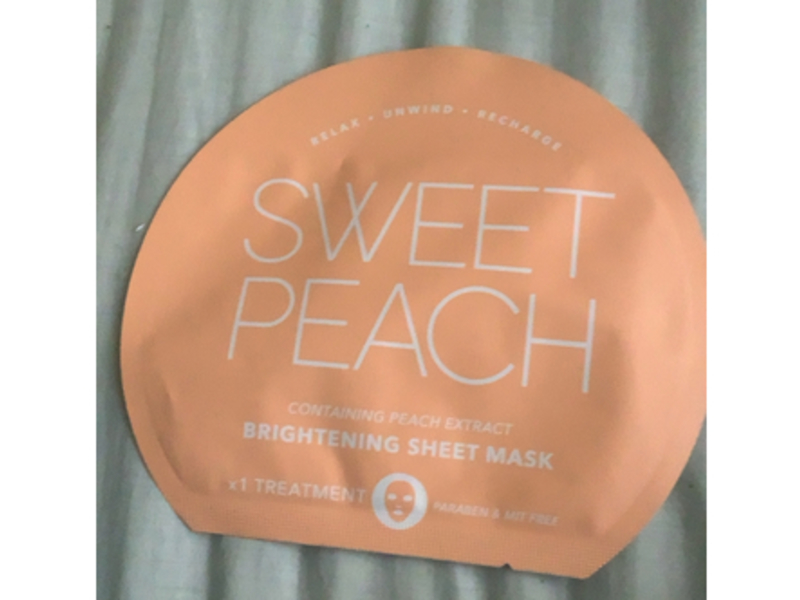 RELAX • UNWIND • RECHARGE
SWEET
PEACH
CONTAINING PEACH EXTRACT
BRIGHTENING SHEET MASK
x1 TREATMENT
PARABEN & MIT FREE